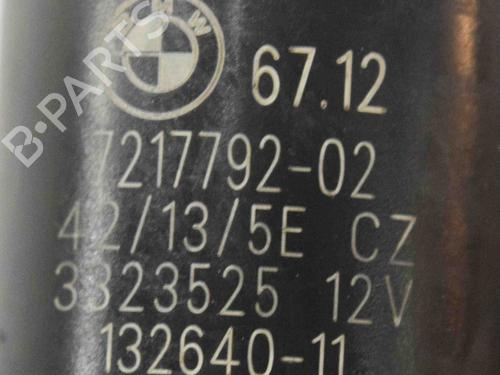 B-PARTS
BMW
67.12
7217792-02
42/13/5E CZ
3323525 12V
132640-11